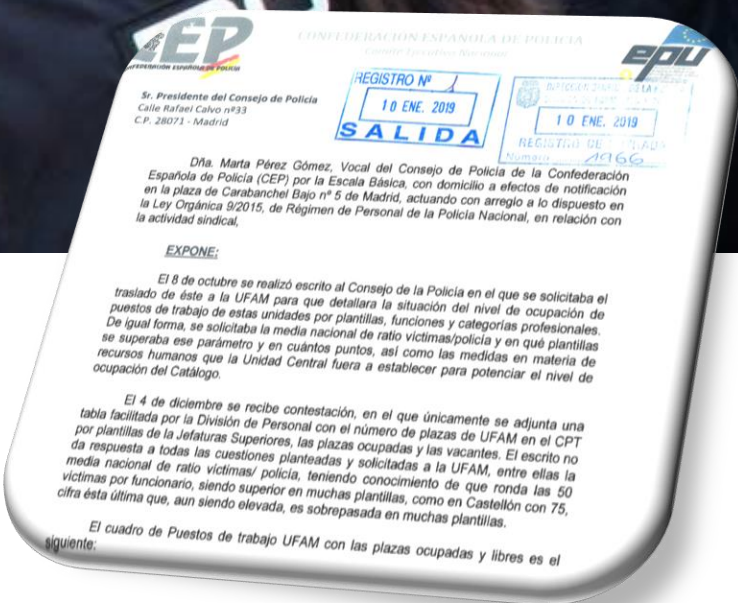 CEP
CONFEDERACIÓN ESPAÑOLA DE POLICÍA
CONFEDERACIÓN ESPAÑOLA DE POLICÍA
Comité Ejecutivo Nacional
epu
Sr. Presidente del Consejo de Policía
Calle Rafael Calvo nº33
C.P. 28071 - Madrid
REGISTRO Nº
10 ENE. 2019
SALIDA
10 ENE. 2019
REGISTRO DE
Número 1966
Dña. Marta Pérez Gómez, Vocal del Consejo de Policía de la Confederación
Española de Policía (CEP) por la Escala Básica, con domicilio a efectos de notificación
en la plaza de Carabanchel Bajo nº 5 de Madrid, actuando con arreglo a lo dispuesto en
la Ley Orgánica 9/2015, de Régimen de Personal de la Policía Nacional, en relación con
la actividad sindical,
EXPONE:
El 8 de octubre se realizó escrito al Consejo de la Policía en el que se solicitaba el
traslado de éste a la UFAM para que detallara la situación del nivel de ocupación de
puestos de trabajo de estas unidades por plantillas, funciones y categorías profesionales.
De igual forma, se solicitaba la media nacional de ratio víctimas/policía y en qué plantillas
se superaba ese parámetro y en cuántos puntos, así como las medidas en materia de
recursos humanos que la Unidad Central fuera a establecer para potenciar el nivel de
ocupación del Catálogo.
El 4 de diciembre se recibe contestación, en el que únicamente se adjunta una
tabla facilitada por la División de Personal con el número de plazas de UFAM en el CPT
por plantillas de la Jefaturas Superiores, las plazas ocupadas y las vacantes. El escrito no
da respuesta a todas las cuestiones planteadas y solicitadas a la UFAM, entre ellas la
media nacional de ratio víctimas/ policía, teniendo conocimiento de que ronda las 50
víctimas por funcionario, siendo superior en muchas plantillas, como en Castellón con 75,
cifra ésta última que, aun siendo elevada, es sobrepasada en muchas plantillas.
El cuadro de Puestos de trabajo UFAM con las plazas ocupadas y libres es el
siguiente: